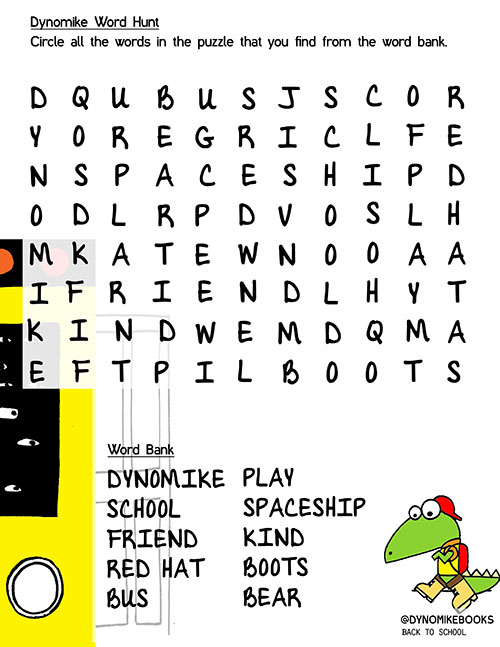 Dynomike Word Hunt
Circle all the words in the puzzle that you find from the word bank.
D Q U B U S J S C O R
Y O R E G R I C L F E
N S P A C E S H I P D
O D L R P D V O S L H
M K A T E W N O O A A
I F R I E N D L H Y T
K I N D W E M D Q M A
E F T P I L B O O T S
Word Bank
DYNOMIKE PLAY
SCHOOL SPACESHIP
FRIEND KIND
RED HAT BOOTS
BUS BEAR
@DYNOMIKEBOOKS
BACK TO SCHOOL